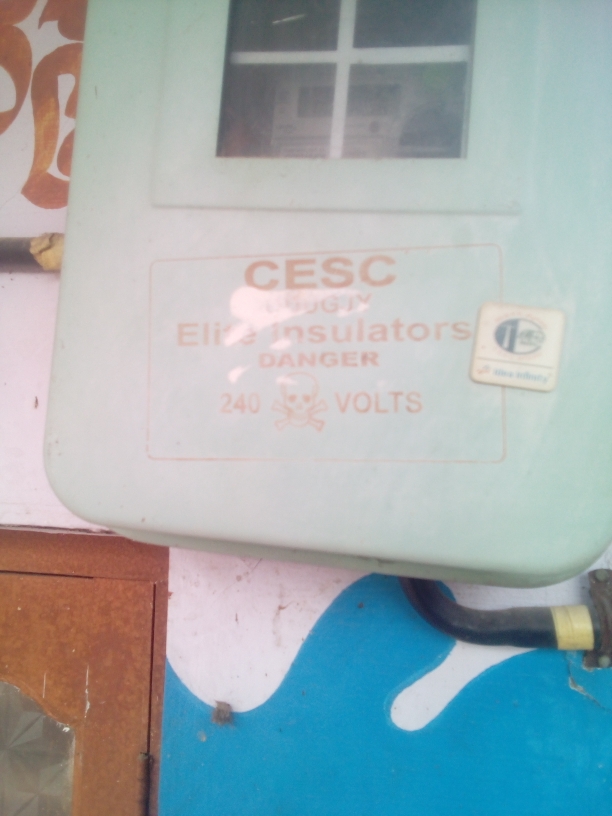 CESC
Elite Insulators
DANGER
240 VOLTS